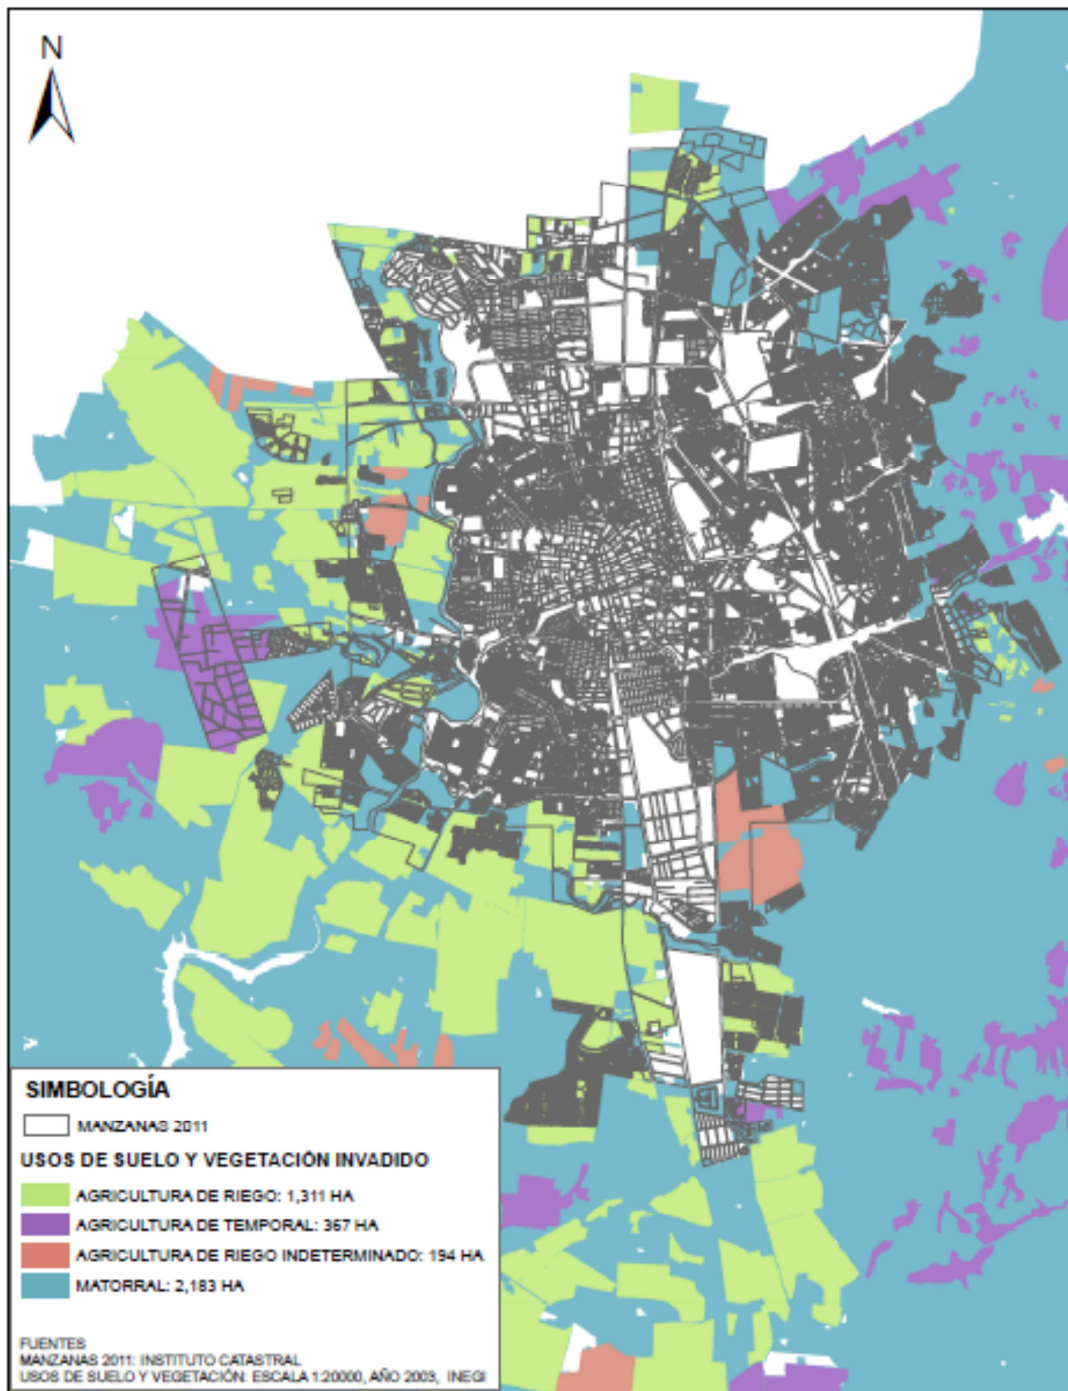 N
SIMBOLOGÍA
MANZANAS 2011
USOS DE SUELO Y VEGETACIÓN INVADIDO
AGRICULTURA DE RIEGO: 1,311 HA
AGRICULTURA DE TEMPORAL: 367 HA
AGRICULTURA DE RIEGO INDETERMINADO: 194 HA
MATORRAL: 2,183 HA
FUENTES
MANZANAS 2011: INSTITUTO CATASTRAL
USOS DE SUELO Y VEGETACIÓN: ESCALA 1:20000, AÑO 2003, INEGI